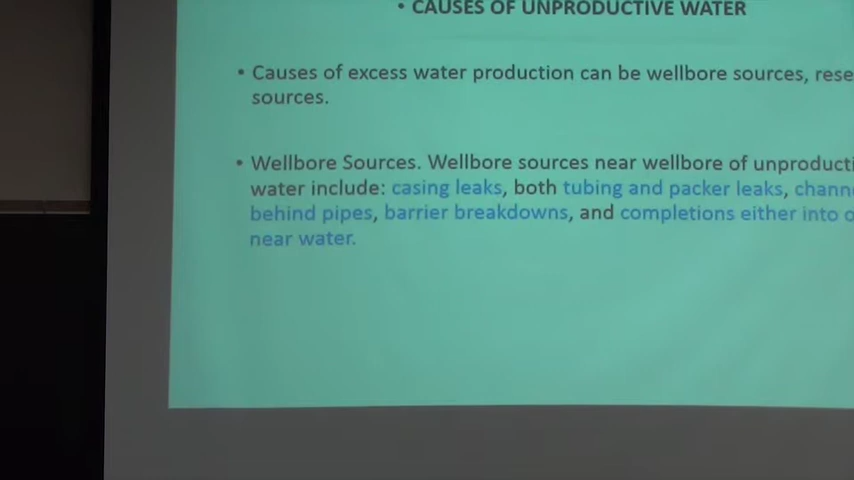 • CAUSES OF UNPRODUCTIVE WATER
• Causes of excess water production can be wellbore sources, rese
sources.
• Wellbore Sources. Wellbore sources near wellbore of unproducti
water include: casing leaks, both tubing and packer leaks, chann
behind pipes, barrier breakdowns, and completions either into o
near water.